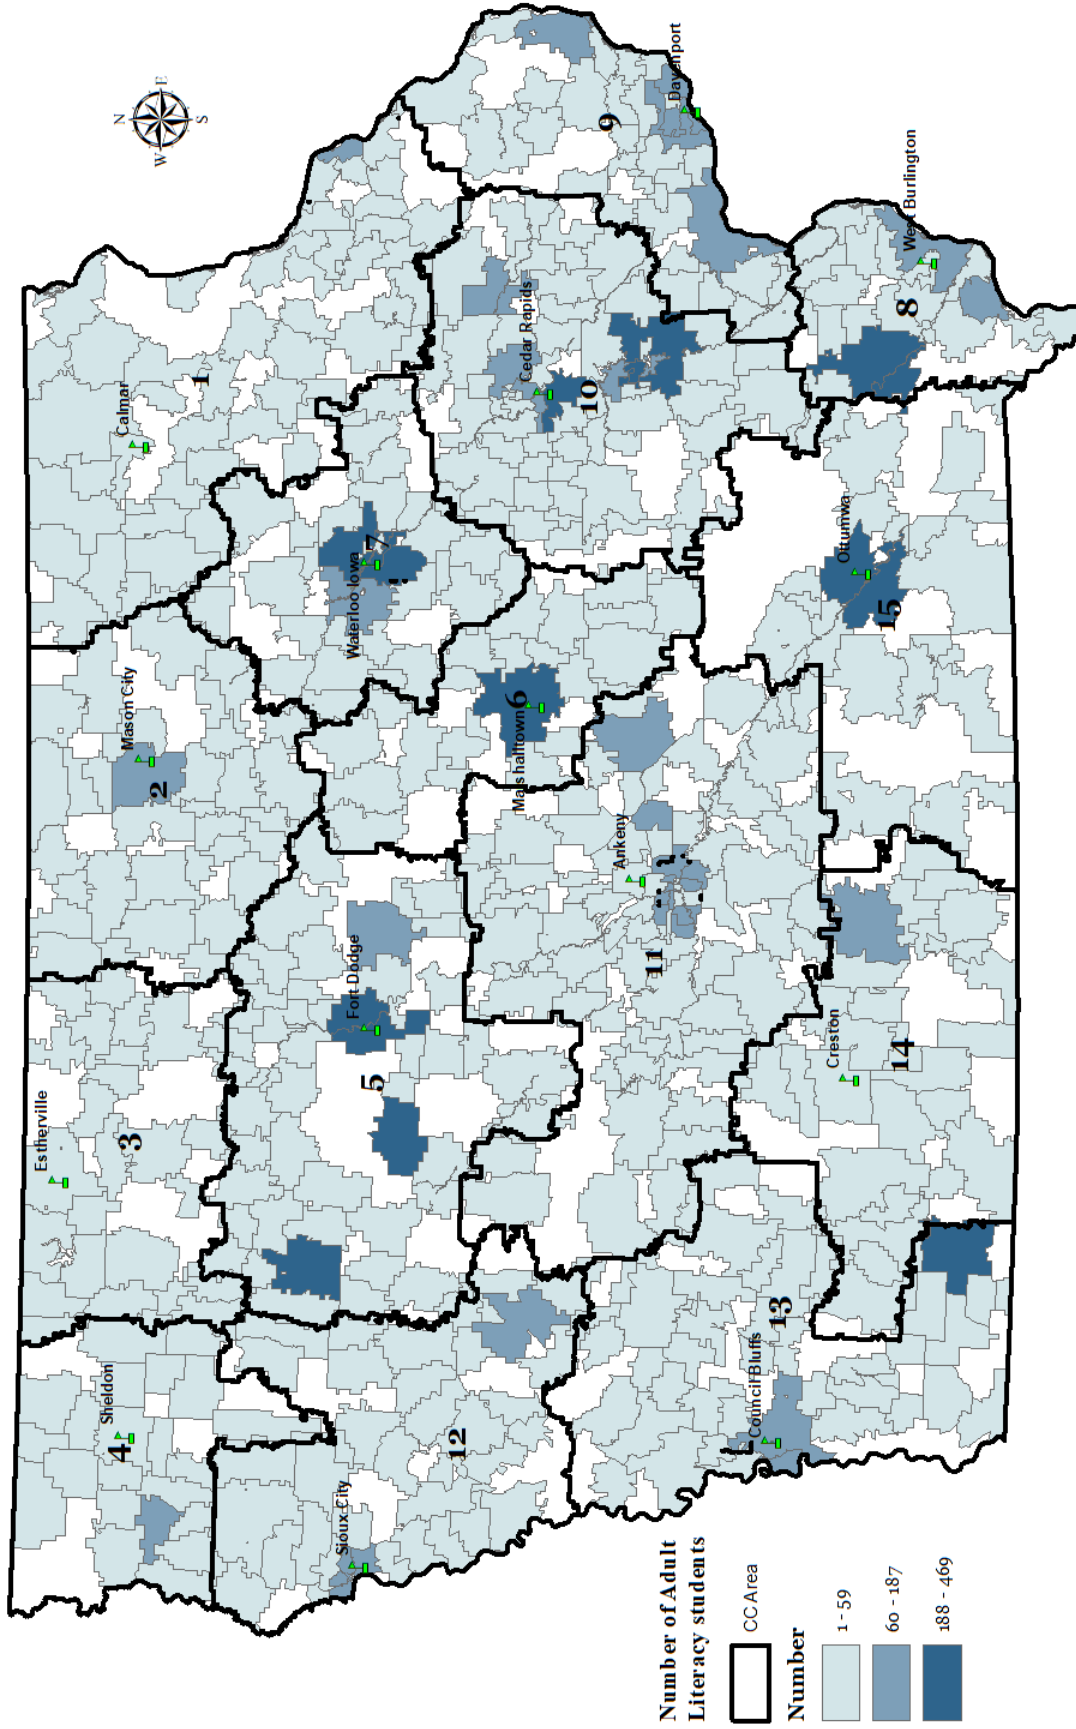 N
W E
S
Estherville
3
Sheldon
4
Mason City
2
Calmar
1
Fort Dodge
5
Waterloo Iowa
7
Sioux City
12
Marshalltown
6
Cedar Rapids
10
9
Davenport
Ankeny
11
Council Bluffs
13
Creston
14
Ottumwa
15
West Burlington
8
Number of Adult
Literacy students
CC Area
Number
1 - 59
60 - 187
188 - 469